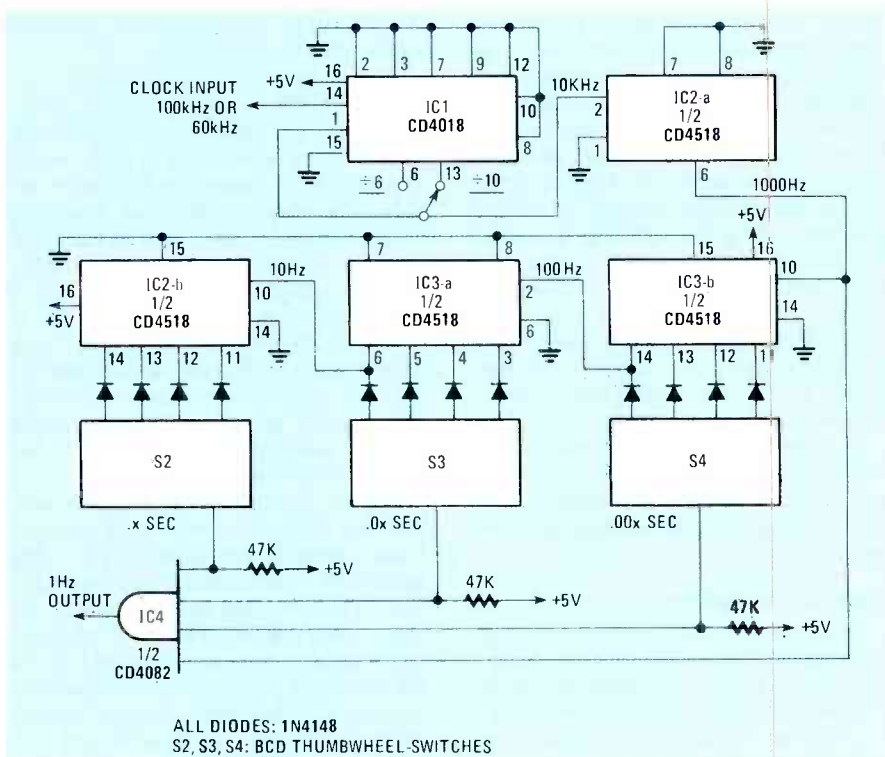 2
3
7
9
12
7
8
+5V
16
14
1
15
CLOCK INPUT
100kHz OR
60kHz
IC1
CD4018
10
8
÷6
6
13
÷10
10KHz
2
1
IC2-a
1/2
CD4518
6
1000Hz
15
7
8
15
+5V
16
16
+5V
IC2-b
1/2
CD4518
10Hz
10
14
IC3-a
1/2
CD4518
100Hz
2
6
IC3-b
1/2
CD4518
10
14
14
13
12
11
6
5
4
3
14
13
12
S2
S3
S4
.x SEC
.0x SEC
.00x SEC
47K
+5V
47K
+5V
47K
+5V
1Hz
OUTPUT
IC4
1/2
CD4082
ALL DIODES: 1N4148
S2, S3, S4: BCD THUMBWHEEL-SWITCHES